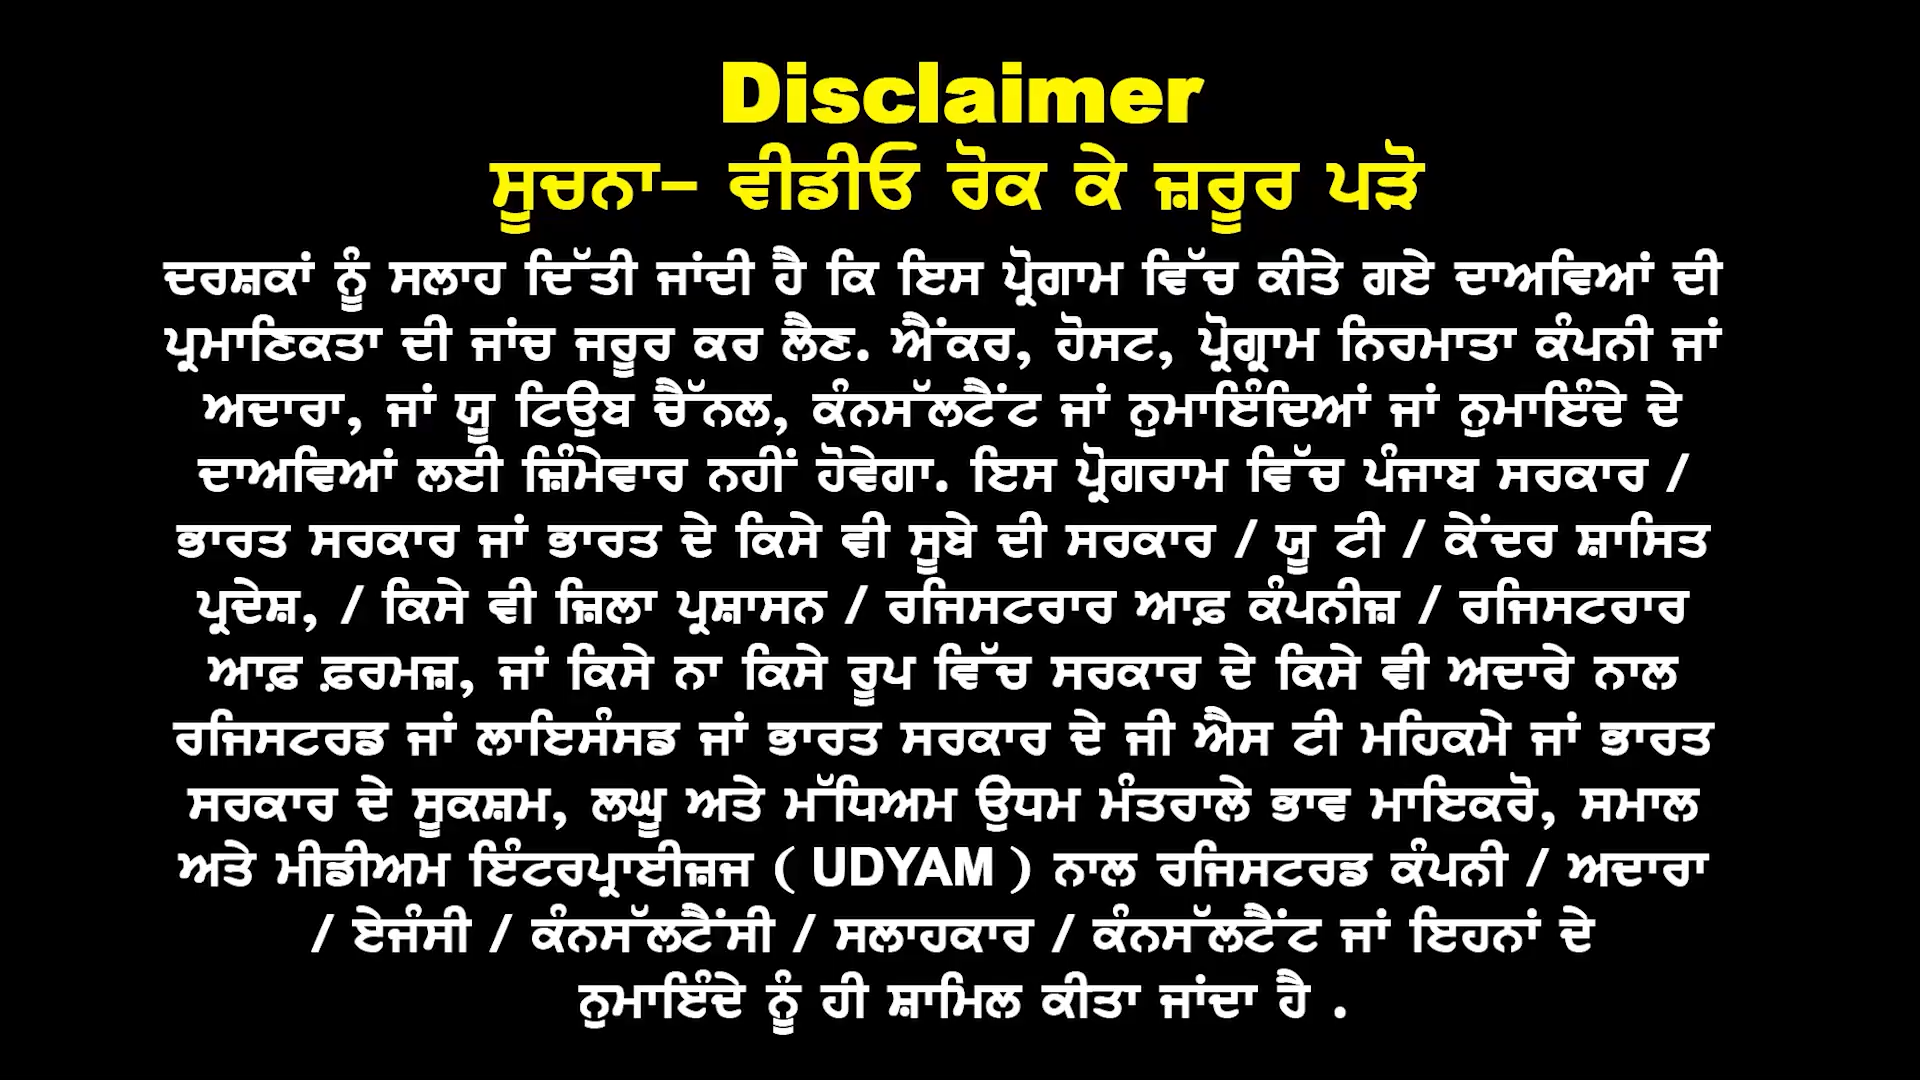 Disclaimer
ਸੂਚਨਾ- ਵੀਡੀਓ ਰੋਕ ਕੇ ਜ਼ਰੂਰ ਪੜੋ
ਦਰਸ਼ਕਾਂ ਨੂੰ ਸਲਾਹ ਦਿੱਤੀ ਜਾਂਦੀ ਹੈ ਕਿ ਇਸ ਪ੍ਰੋਗਾਮ ਵਿੱਚ ਕੀਤੇ ਗਏ ਦਾਅਵਿਆਂ ਦੀ
ਪ੍ਰਮਾਣਿਕਤਾ ਦੀ ਜਾਂਚ ਜਰੂਰ ਕਰ ਲੈਣ. ਐਂਕਰ, ਹੋਸਟ, ਪ੍ਰੋਗ੍ਰਾਮ ਨਿਰਮਾਤਾ ਕੰਪਨੀ ਜਾਂ
ਅਦਾਰਾ, ਜਾਂ ਯੂ ਟਿਊਬ ਚੈੱਨਲ, ਕੰਨਸੱਲਟੈਂਟ ਜਾਂ ਨੁਮਾਇੰਦਿਆਂ ਜਾਂ ਨੁਮਾਇੰਦੇ ਦੇ
ਦਾਅਵਿਆਂ ਲਈ ਜ਼ਿੰਮੇਵਾਰ ਨਹੀਂ ਹੋਵੇਗਾ. ਇਸ ਪ੍ਰੋਗਰਾਮ ਵਿੱਚ ਪੰਜਾਬ ਸਰਕਾਰ /
ਭਾਰਤ ਸਰਕਾਰ ਜਾਂ ਭਾਰਤ ਦੇ ਕਿਸੇ ਵੀ ਸੂਬੇ ਦੀ ਸਰਕਾਰ / ਯੂ ਟੀ / ਕੇਂਦਰ ਸ਼ਾਸਿਤ
ਪ੍ਰਦੇਸ਼, / ਕਿਸੇ ਵੀ ਜ਼ਿਲਾ ਪ੍ਰਸ਼ਾਸਨ / ਰਜਿਸਟਰਾਰ ਆਫ਼ ਕੰਪਨੀਜ਼ / ਰਜਿਸਟਰਾਰ
ਆਫ਼ ਫ਼ਰਮਜ਼, ਜਾਂ ਕਿਸੇ ਨਾ ਕਿਸੇ ਰੂਪ ਵਿੱਚ ਸਰਕਾਰ ਦੇ ਕਿਸੇ ਵੀ ਅਦਾਰੇ ਨਾਲ
ਰਜਿਸਟਰਡ ਜਾਂ ਲਾਇਸੰਸਡ ਜਾਂ ਭਾਰਤ ਸਰਕਾਰ ਦੇ ਜੀ ਐਸ ਟੀ ਮਹਿਕਮੇ ਜਾਂ ਭਾਰਤ
ਸਰਕਾਰ ਦੇ ਸੂਕਸ਼ਮ, ਲਘੂ ਅਤੇ ਮੱਧਿਅਮ ਉਧਮ ਮੰਤਰਾਲੇ ਭਾਵ ਮਾਇਕਰੋ, ਸਮਾਲ
ਅਤੇ ਮੀਡੀਅਮ ਇੰਟਰਪ੍ਰਾਈਜ਼ਜ ( UDYAM ) ਨਾਲ ਰਜਿਸਟਰਡ ਕੰਪਨੀ / ਅਦਾਰਾ
/ ਏਜੰਸੀ / ਕੰਨਸੱਲਟੈਂਸੀ / ਸਲਾਹਕਾਰ / ਕੰਨਸੱਲਟੈਂਟ ਜਾਂ ਇਹਨਾਂ ਦੇ
ਨੁਮਾਇੰਦੇ ਨੂੰ ਹੀ ਸ਼ਾਮਿਲ ਕੀਤਾ ਜਾਂਦਾ ਹੈ .